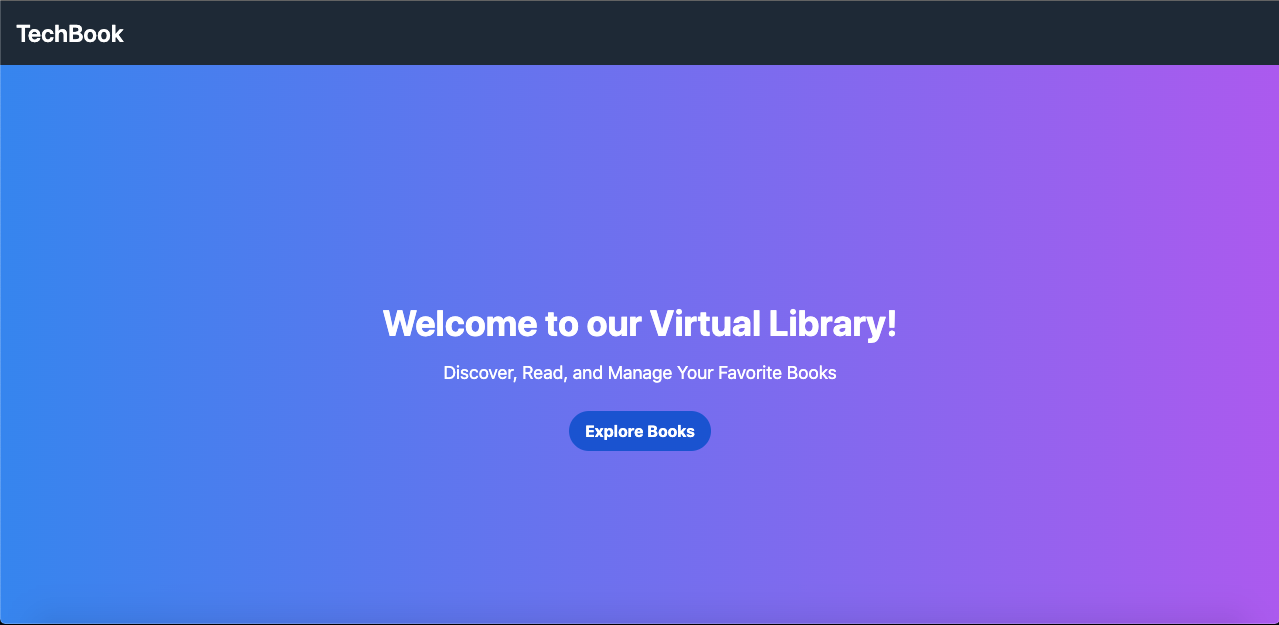 TechBook
Welcome to our Virtual Library!
Discover, Read, and Manage Your Favorite Books
Explore Books